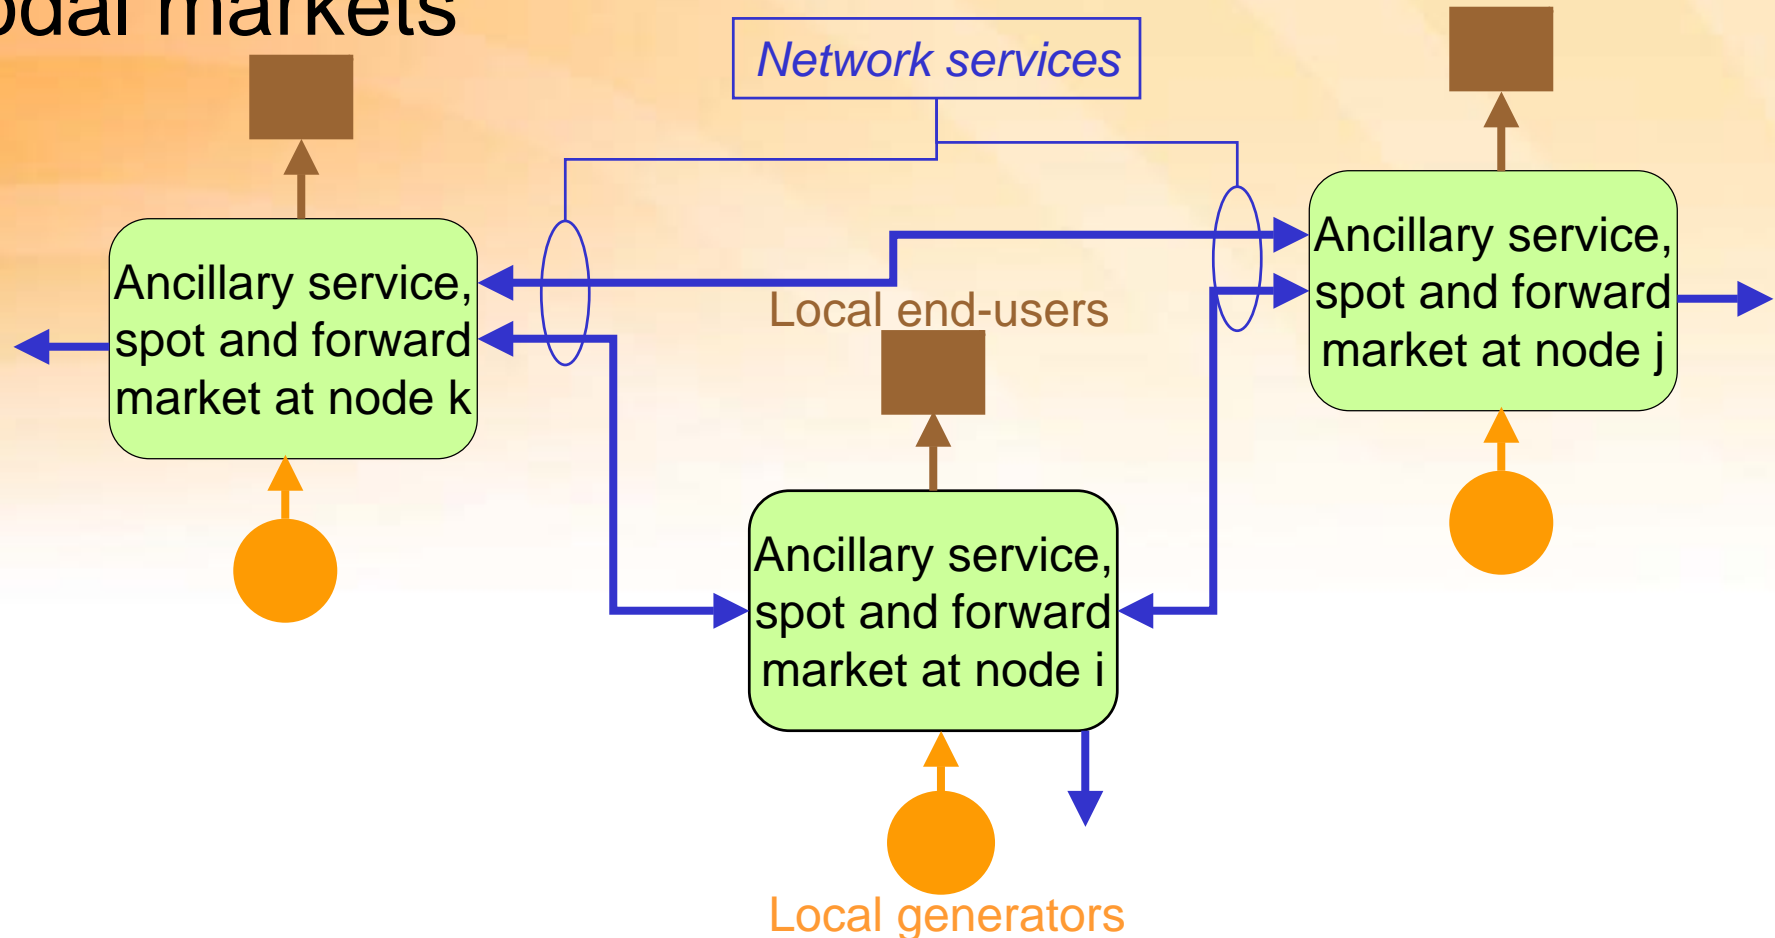 odal markets
Network services
Ancillary service,
spot and forward
market at node k
Ancillary service,
spot and forward
market at node j
Local end-users
Ancillary service,
spot and forward
market at node i
Local generators